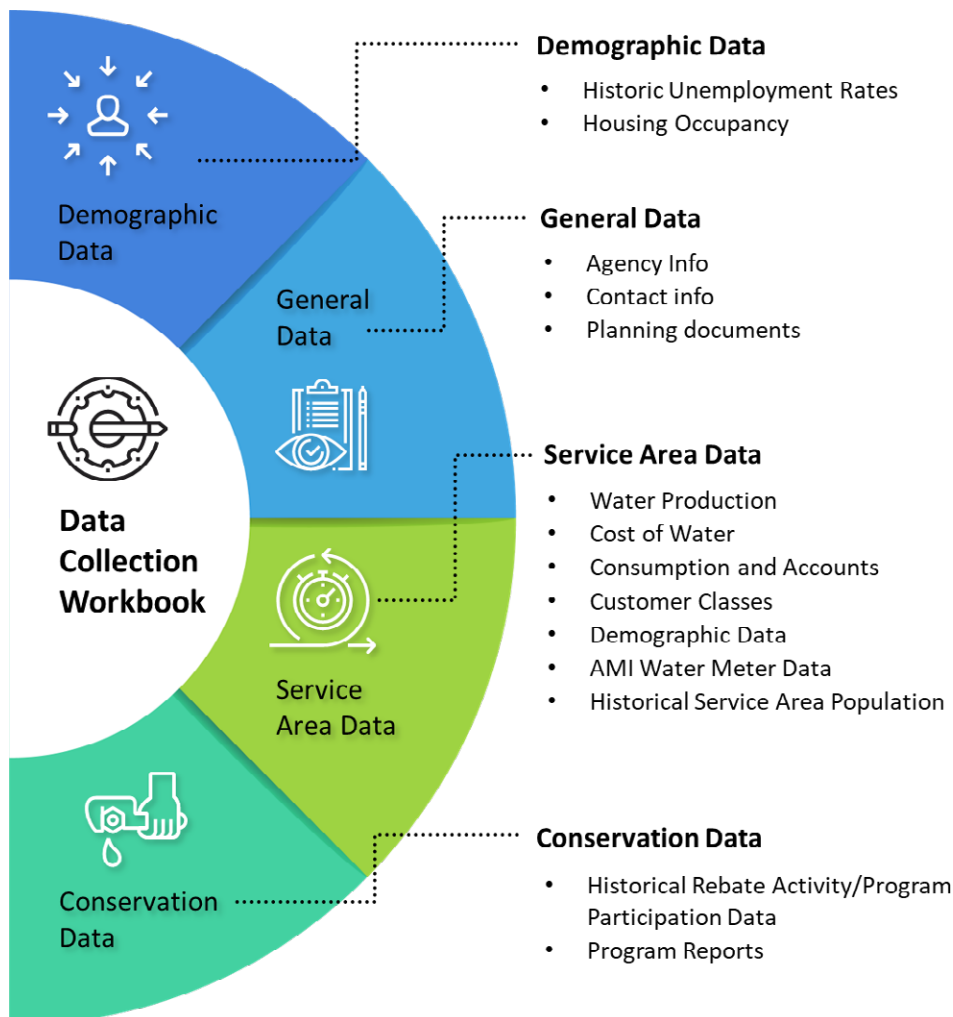 Demographic Data
• Historic Unemployment Rates
• Housing Occupancy
Demographic
Data
General Data
• Agency Info
• Contact info
• Planning documents
General
Data
Data
Collection
Workbook
Service Area Data
• Water Production
• Cost of Water
• Consumption and Accounts
• Customer Classes
• Demographic Data
• AMI Water Meter Data
• Historical Service Area Population
Service
Area Data
Conservation Data
• Historical Rebate Activity/Program
Participation Data
• Program Reports
Conservation
Data